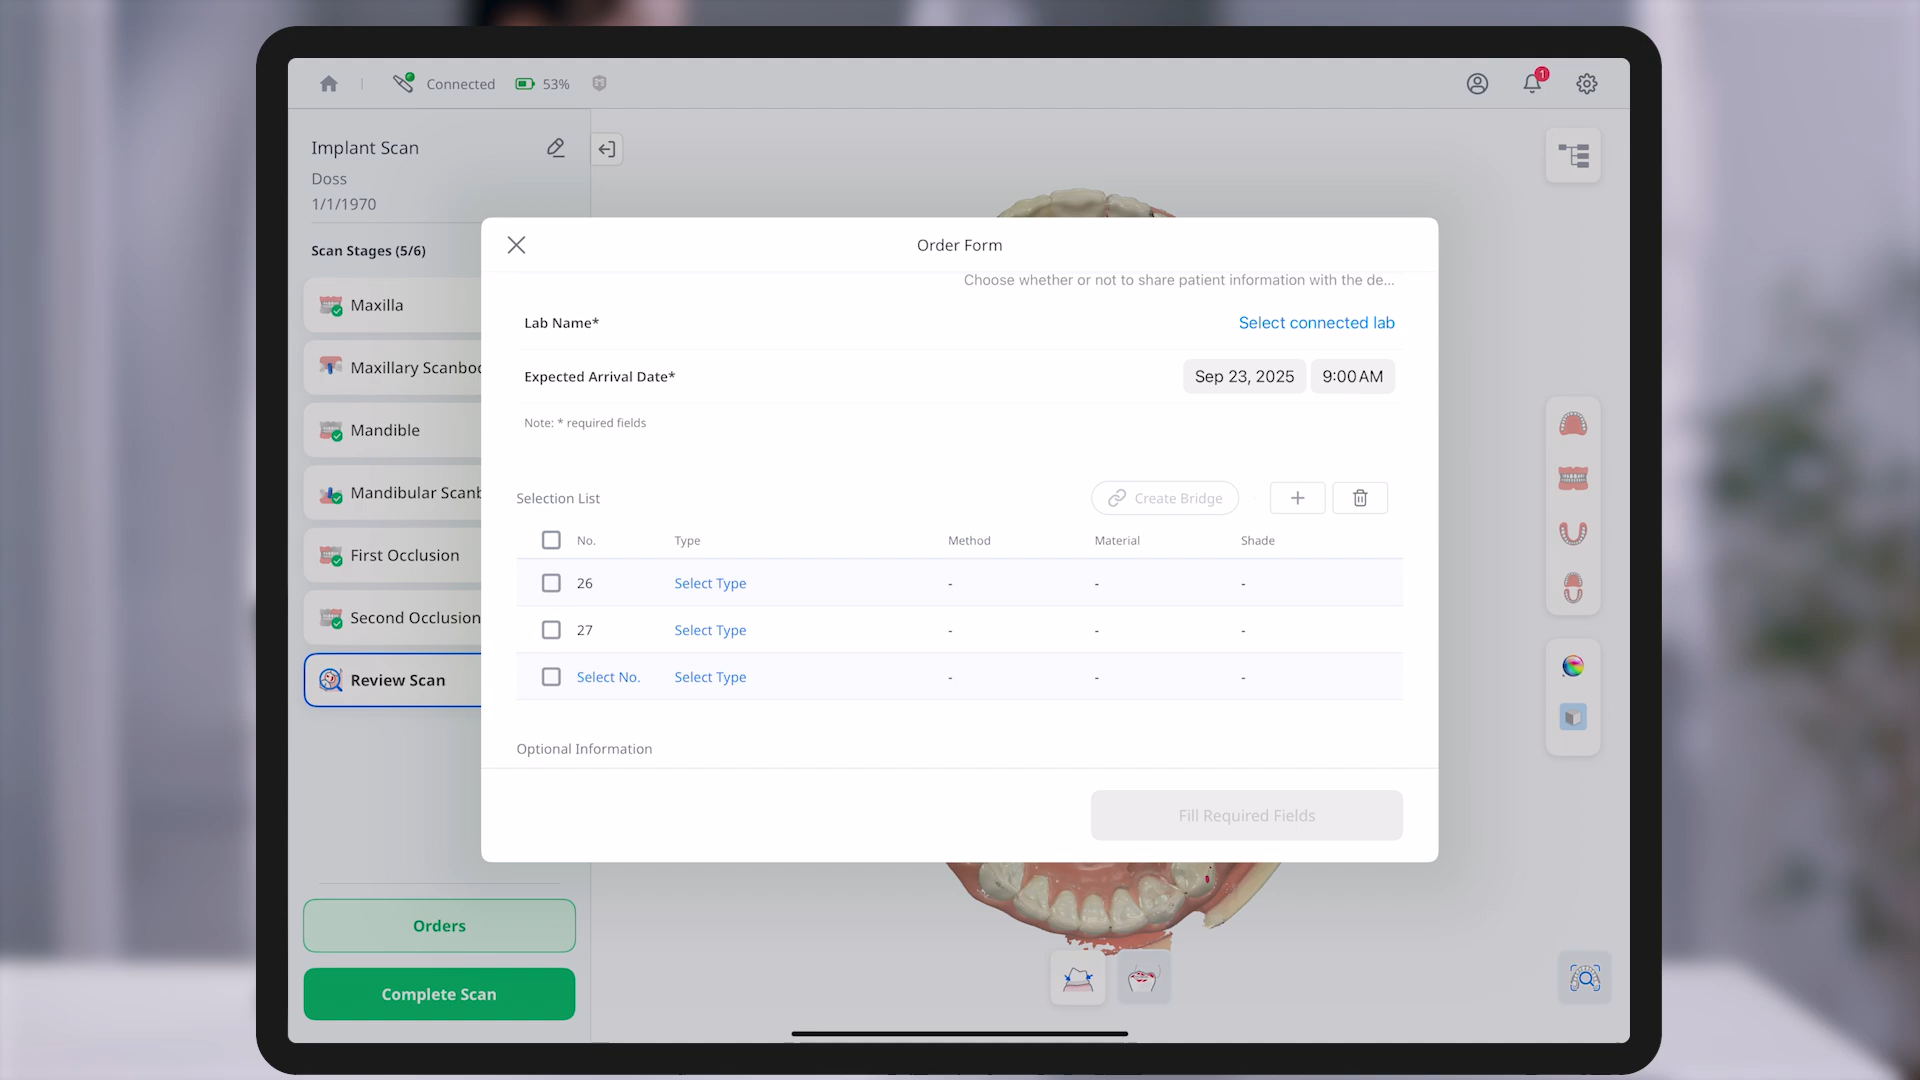 Connected 53% 1
Implant Scan
Doss
1/1/1970
Scan Stages (5/6)
Maxilla
Maxillary Scanboc
Mandible
Mandibular Scanb
First Occlusion
Second Occlusion
Review Scan
Orders
Complete Scan
Order Form
Choose whether or not to share patient information with the de...
Lab Name* Select connected lab
Expected Arrival Date* Sep 23, 2025 9:00 AM
Note: * required fields
Selection List Create Bridge
No. Type Method Material Shade
26 Select Type - - -
27 Select Type - - -
Select No. Select Type - - -
Optional Information
Fill Required Fields